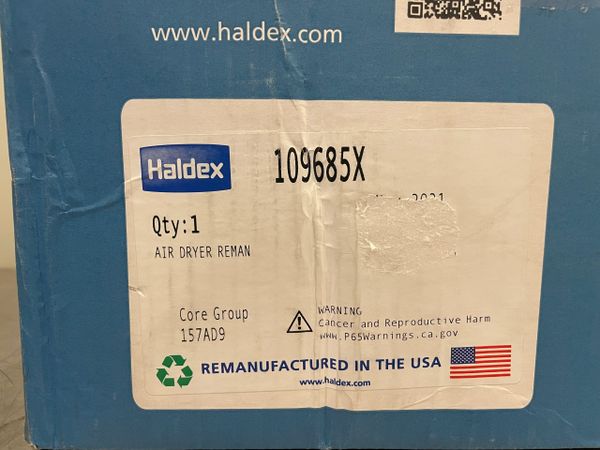 www.haldex.com
Haldex
109685X
2021
Qty:1
AIR DRYER REMAN
Core Group
157AD9
WARNING
Cancer and Reproductive Harm
www.P65Warnings.ca.gov
REMANUFACTURED IN THE USA
www.haldex.com